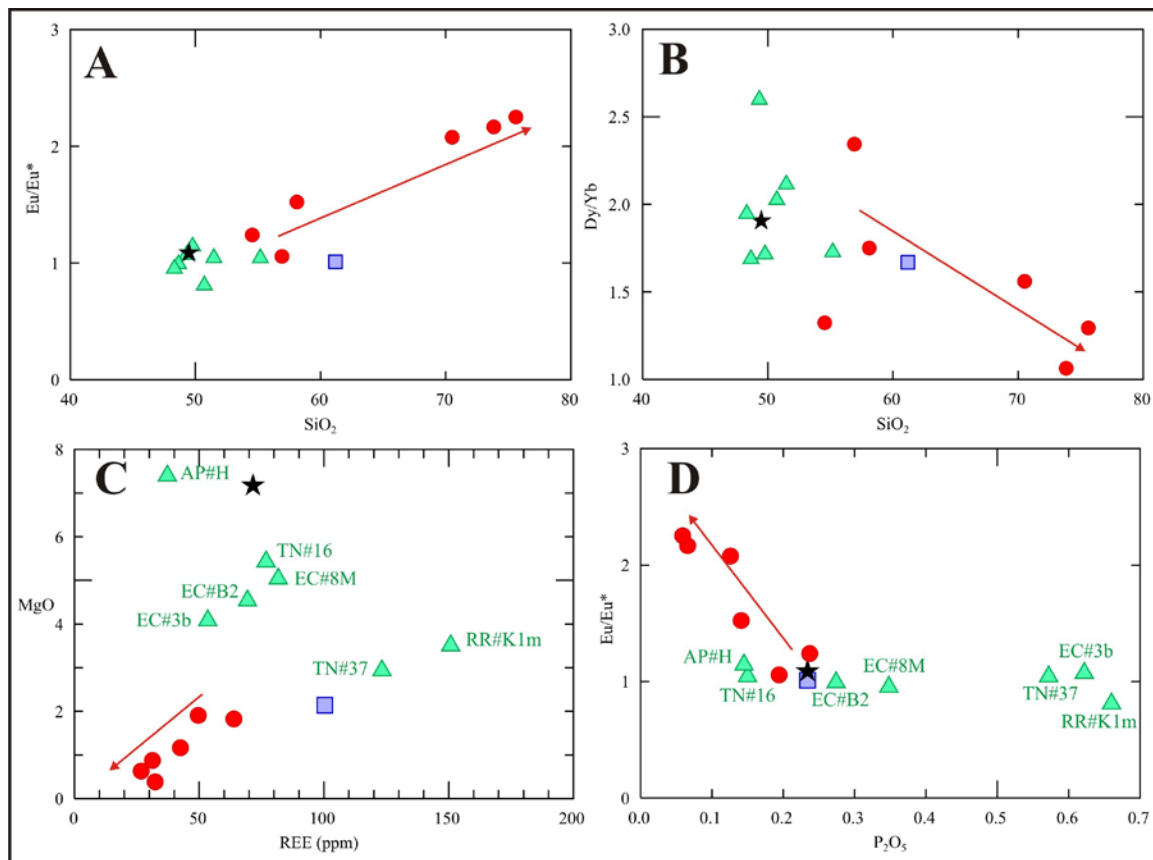 A
3
2
1
0
Eu/Eu*
40 50 60 70 80
SiO₂
B
3.0
2.5
2.0
1.5
1.0
Dy/Yb
40 50 60 70 80
SiO₂
C
8
6
4
2
0
MgO
AP#H
TN#16
EC#8M
EC#B2
EC#3b
RR#K1m
TN#37
0 50 100 150 200
REE (ppm)
D
3
2
1
0
Eu/Eu*
AP#H
TN#16
EC#B2
EC#8M
EC#3b
TN#37
RR#K1m
0.0 0.1 0.2 0.3 0.4 0.5 0.6 0.7
P₂O₅